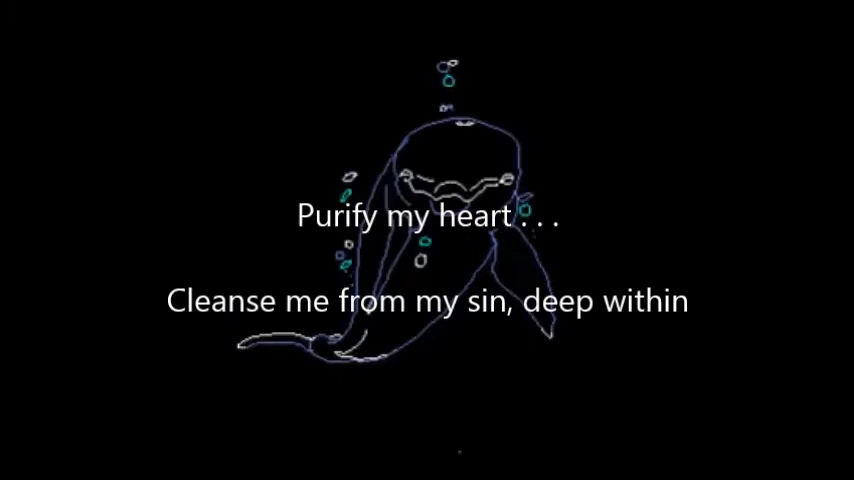 Purify my heart . . .
Cleanse me from my sin, deep within